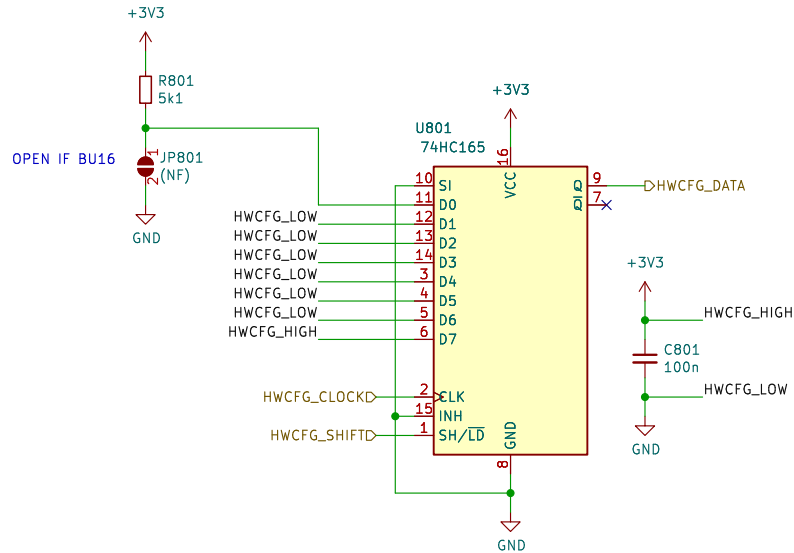 +3V3
R801
5k1
OPEN IF BU16
1
JP801
(NF)
2
GND
+3V3
U801
74HC165
16
VCC
10 SI
11 D0
HWCFG_LOW 12 D1
HWCFG_LOW 13 D2
HWCFG_LOW 14 D3
HWCFG_LOW 3 D4
HWCFG_LOW 4 D5
HWCFG_LOW 5 D6
HWCFG_HIGH 6 D7
HWCFG_CLOCK 2 CLK
15 INH
HWCFG_SHIFT 1 SH/LD
GND
8
GND
Q 9 HWCFG_DATA
Q 7
+3V3
HWCFG_HIGH
C801
100n
HWCFG_LOW
GND